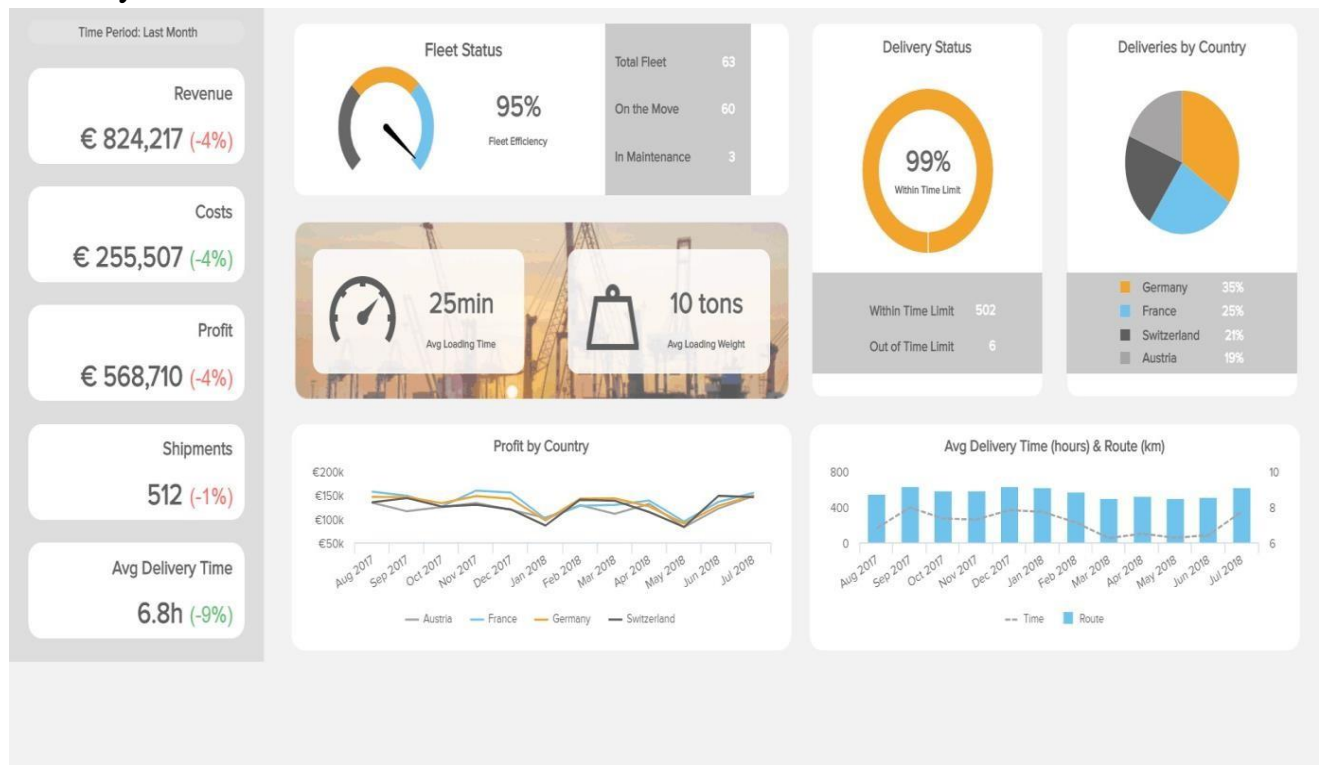 Time Period: Last Month
Revenue
€ 824,217 (-4%)
Costs
€ 255,507 (-4%)
Profit
€ 568,710 (-4%)
Shipments
512 (-1%)
Avg Delivery Time
6.8h (-9%)
Fleet Status
95%
Fleet Efficiency
Total Fleet 63
On the Move 60
In Maintenance 3
25min
Avg Loading Time
10 tons
Avg Loading Weight
Delivery Status
99%
Within Time Limit
Within Time Limit 502
Out of Time Limit 6
Deliveries by Country
Germany 35%
France 25%
Switzerland 21%
Austria 19%
Profit by Country
€200k
€150k
€100k
€50k
Aug 2017 Sep 2017 Oct 2017 Nov 2017 Dec 2017 Jan 2018 Feb 2018 Mar 2018 Apr 2018 May 2018 Jun 2018 Jul 2018
Austria France Germany Switzerland
Avg Delivery Time (hours) & Route (km)
800 10
400 8
0 6
Aug 2017 Sep 2017 Oct 2017 Nov 2017 Dec 2017 Jan 2018 Feb 2018 Mar 2018 Apr 2018 May 2018 Jun 2018 Jul 2018
Time Route